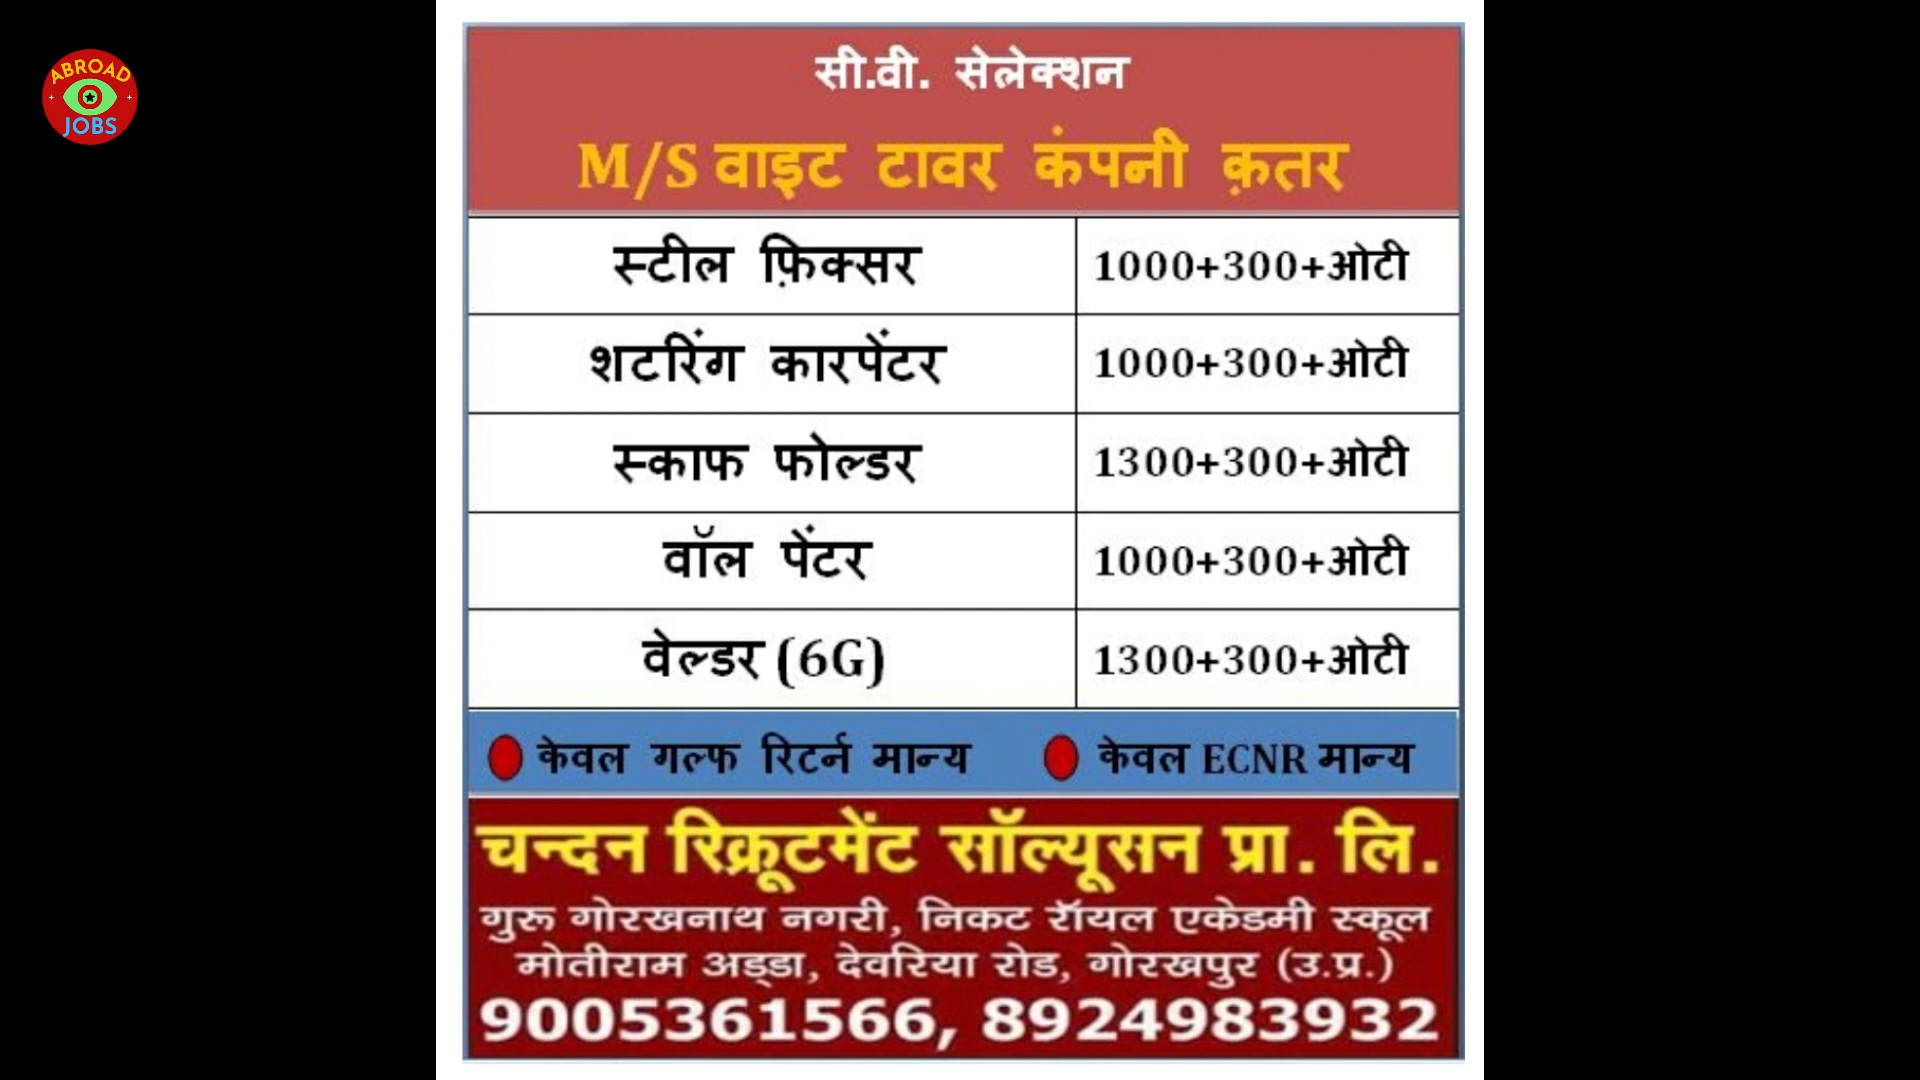 ABROAD
JOBS
सी.वी. सेलेक्शन
M/S वाइट टावर कंपनी क़तर
स्टील फ़िक्सर 1000+300+ओटी
शटरिंग कारपेंटर 1000+300+ओटी
स्काफ फोल्डर 1300+300+ओटी
वॉल पेंटर 1000+300+ओटी
वेल्डर (6G) 1300+300+ओटी
केवल गल्फ रिटर्न मान्य केवल ECNR मान्य
चन्दन रिक्रूटमेंट सॉल्यूसन प्रा. लि.
गुरू गोरखनाथ नगरी, निकट रॉयल एकेडमी स्कूल
मोतीराम अड्डा, देवरिया रोड, गोरखपुर (उ.प्र.)
9005361566, 8924983932